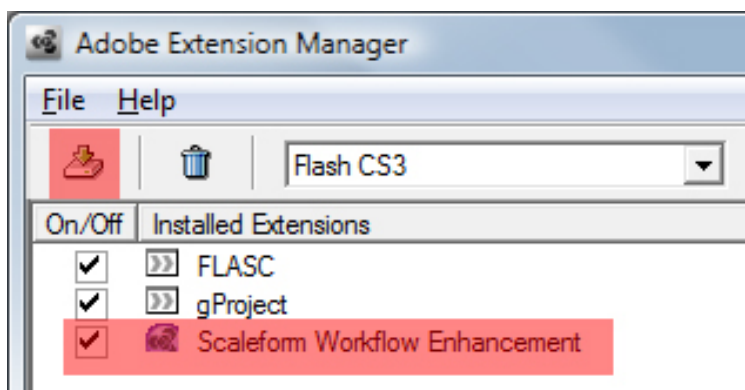 Adobe Extension Manager
File Help
Flash CS3
On/Off Installed Extensions
FLASC
gProject
Scaleform Workflow Enhancement